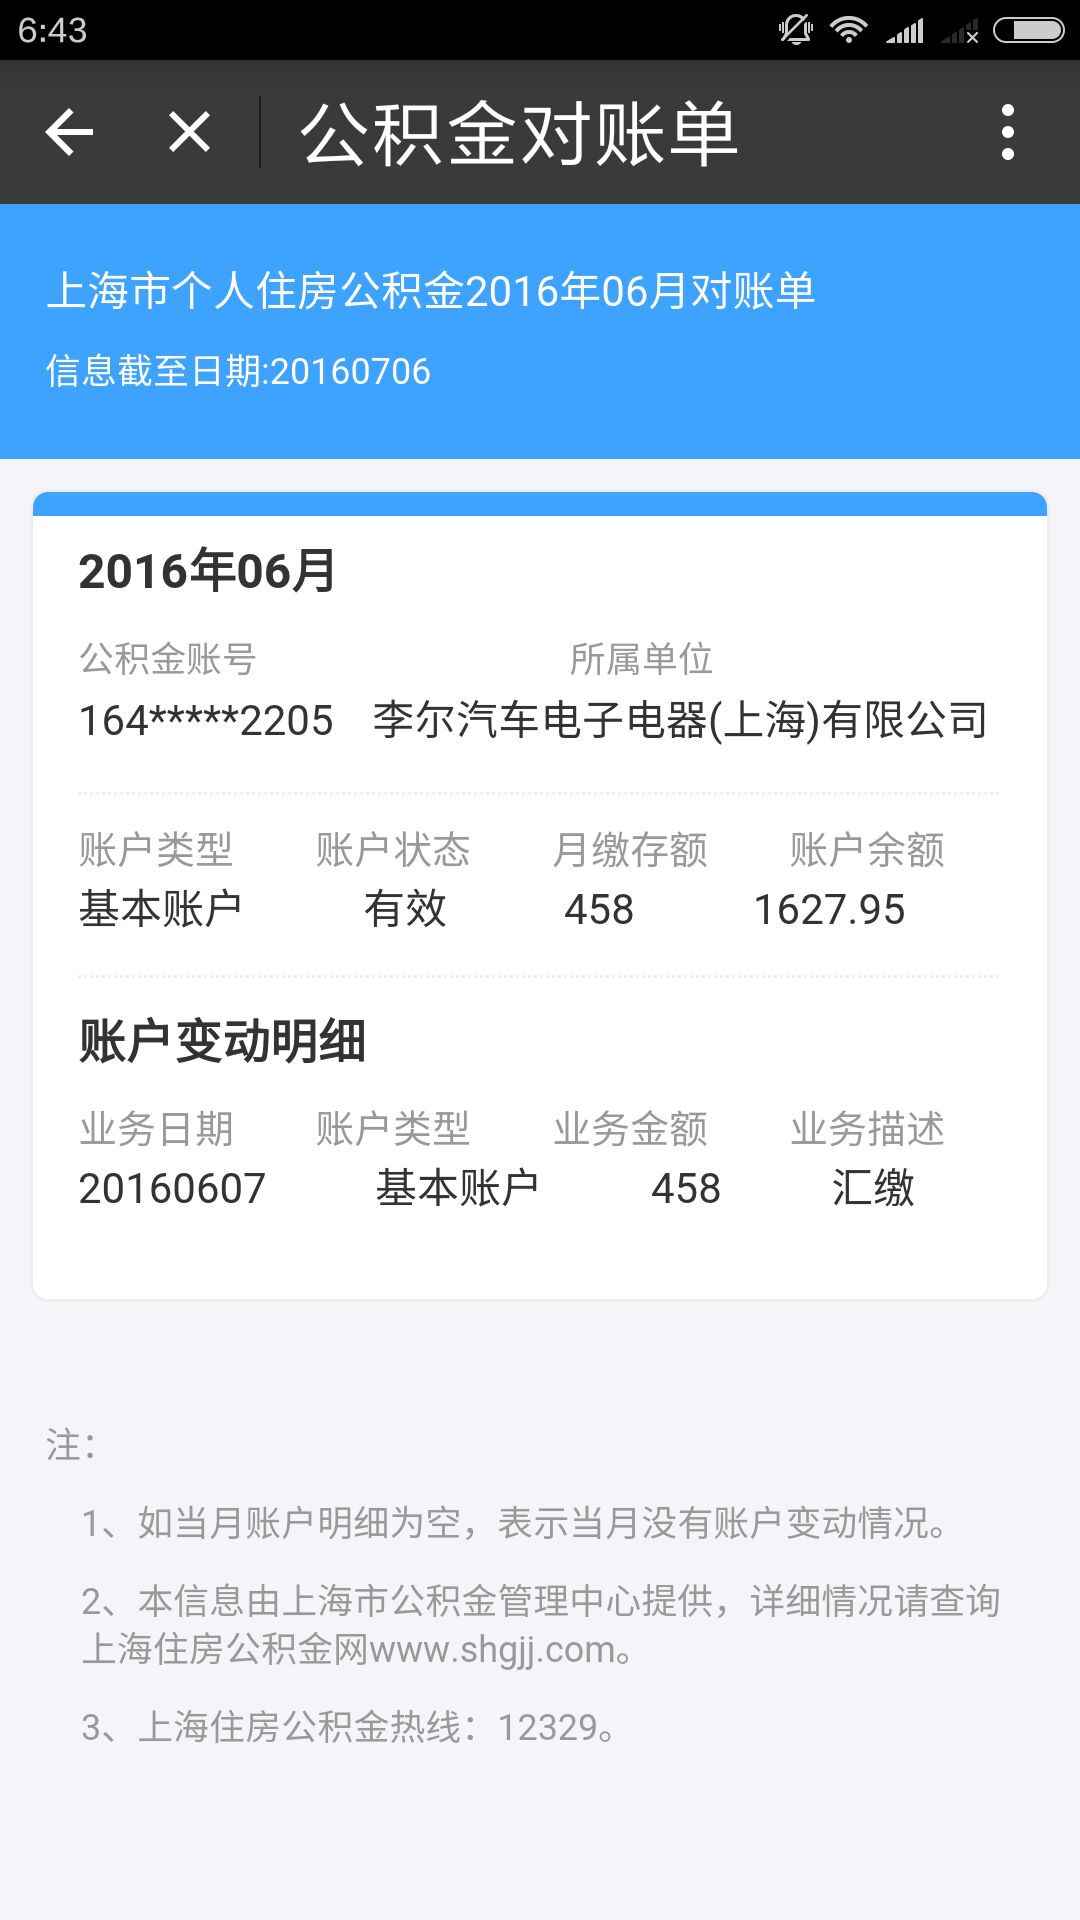 6:43
公积金对账单
上海市个人住房公积金2016年06月对账单
信息截至日期:20160706
2016年06月
公积金账号 所属单位
164*****2205 李尔汽车电子电器(上海)有限公司
账户类型 账户状态 月缴存额 账户余额
基本账户 有效 458 1627.95
账户变动明细
业务日期 账户类型 业务金额 业务描述
20160607 基本账户 458 汇缴
注：
1、如当月账户明细为空，表示当月没有账户变动情况。
2、本信息由上海市公积金管理中心提供，详细情况请查询
上海住房公积金网www.shgjj.com。
3、上海住房公积金热线：12329。